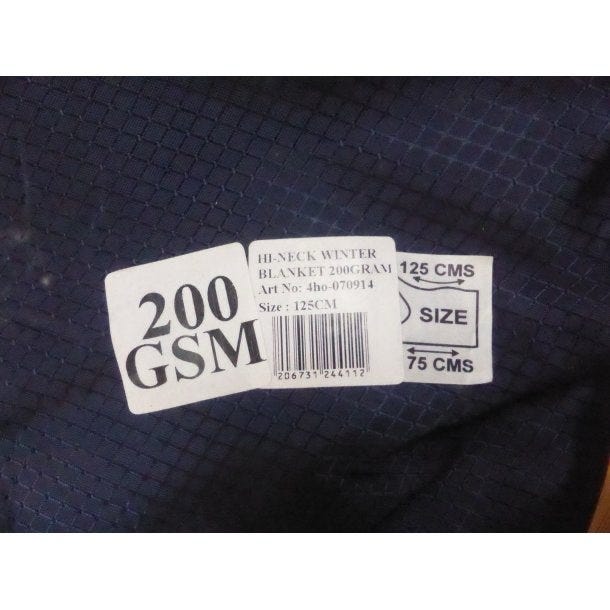 200
GSM
HI-NECK WINTER
BLANKET 200GRAM
Art No: 4ho-070914
Size : 125CM
206731 244112
125 CMS
SIZE
75 CMS